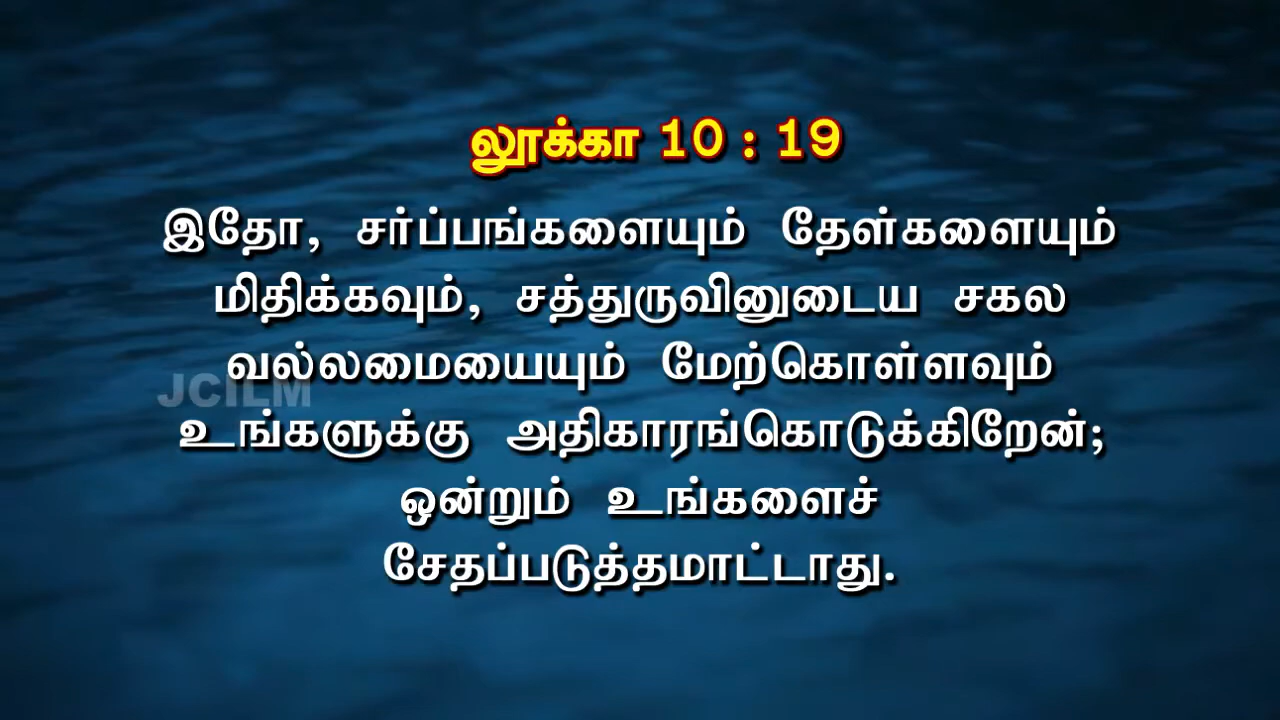 லூக்கா 10 : 19
இதோ, சர்ப்பங்களையும் தேள்களையும்
மிதிக்கவும், சத்துருவினுடைய சகல
வல்லமையையும் மேற்கொள்ளவும்
JCILM
உங்களுக்கு அதிகாரங்கொடுக்கிறேன்;
ஒன்றும் உங்களைச்
சேதப்படுத்தமாட்டாது.